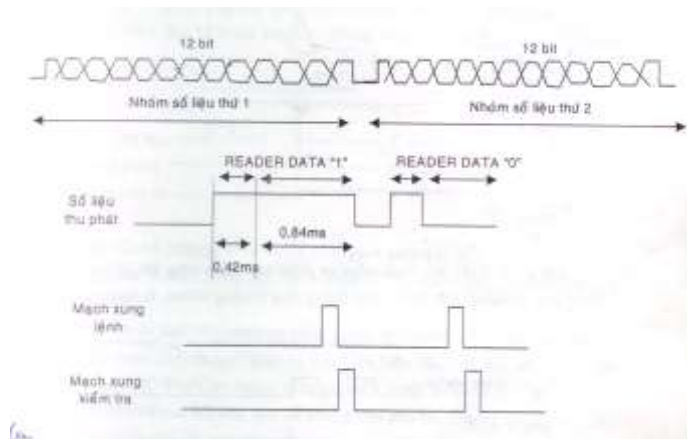 12 bit 12 bit
Nhóm số liệu thứ 1 Nhóm số liệu thứ 2
READER DATA "1" READER DATA "0"
Số liệu
thu phát
0,84ms
0,42ms
Mạch xung
lệnh
Mạch xung
kiểm tra